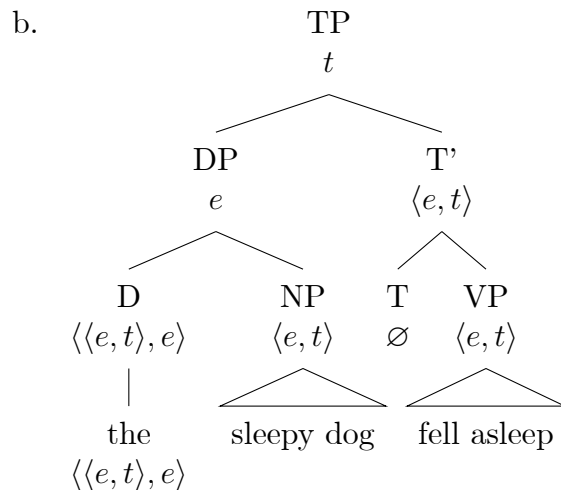 b.
TP
t
DP T'
e ⟨e, t⟩
D NP T VP
⟨⟨e, t⟩, e⟩ ⟨e, t⟩ ∅ ⟨e, t⟩
the sleepy dog fell asleep
⟨⟨e, t⟩, e⟩